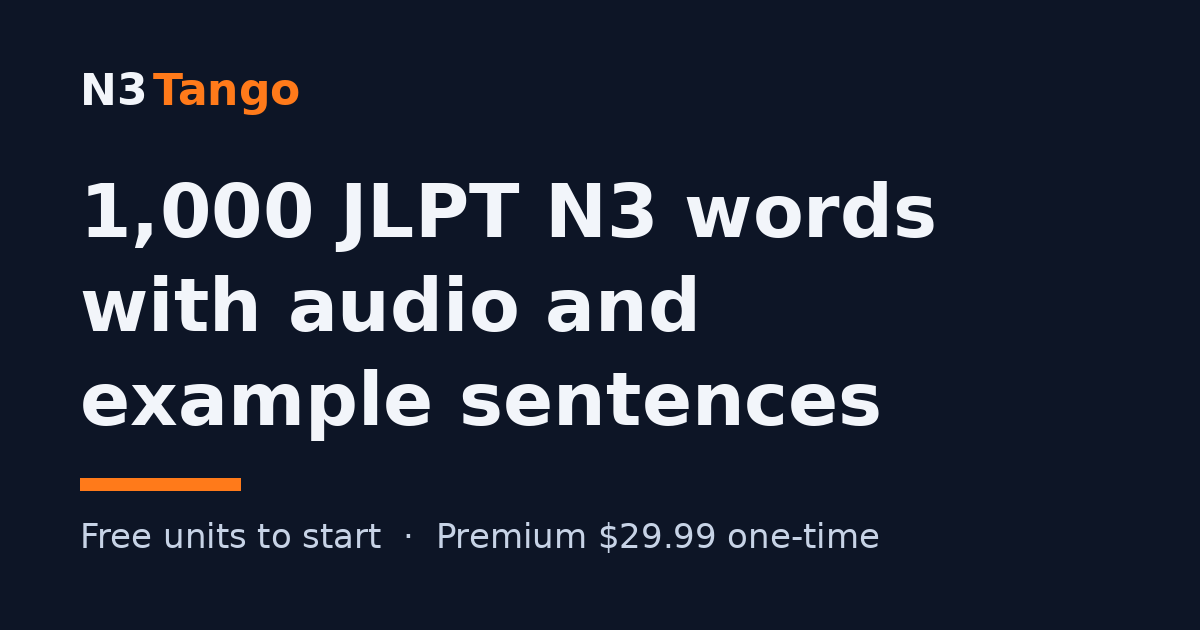 N3 Tango
1,000 JLPT N3 words
with audio and
example sentences
Free units to start · Premium $29.99 one-time